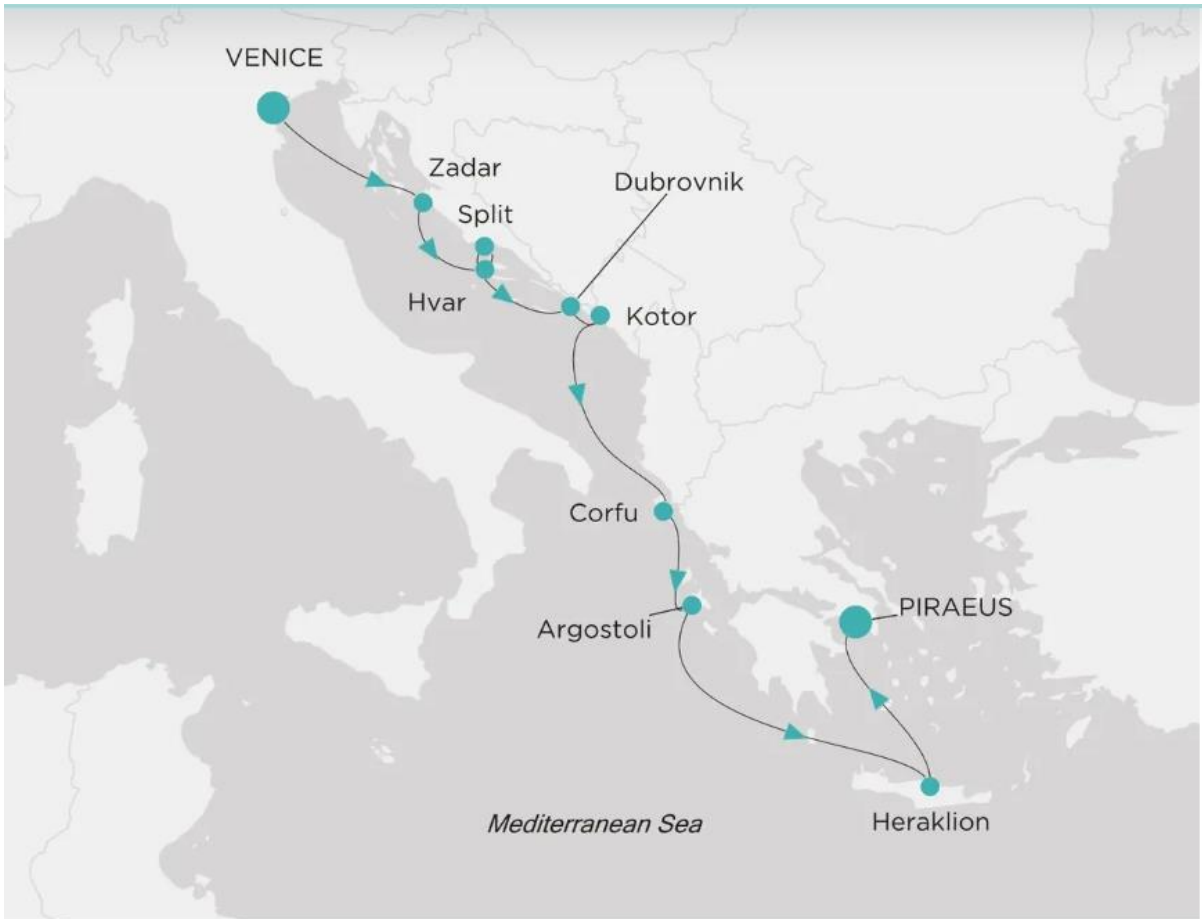 VENICE
Zadar
Dubrovnik
Split
Hvar
Kotor
Corfu
PIRAEUS
Argostoli
Mediterranean Sea
Heraklion